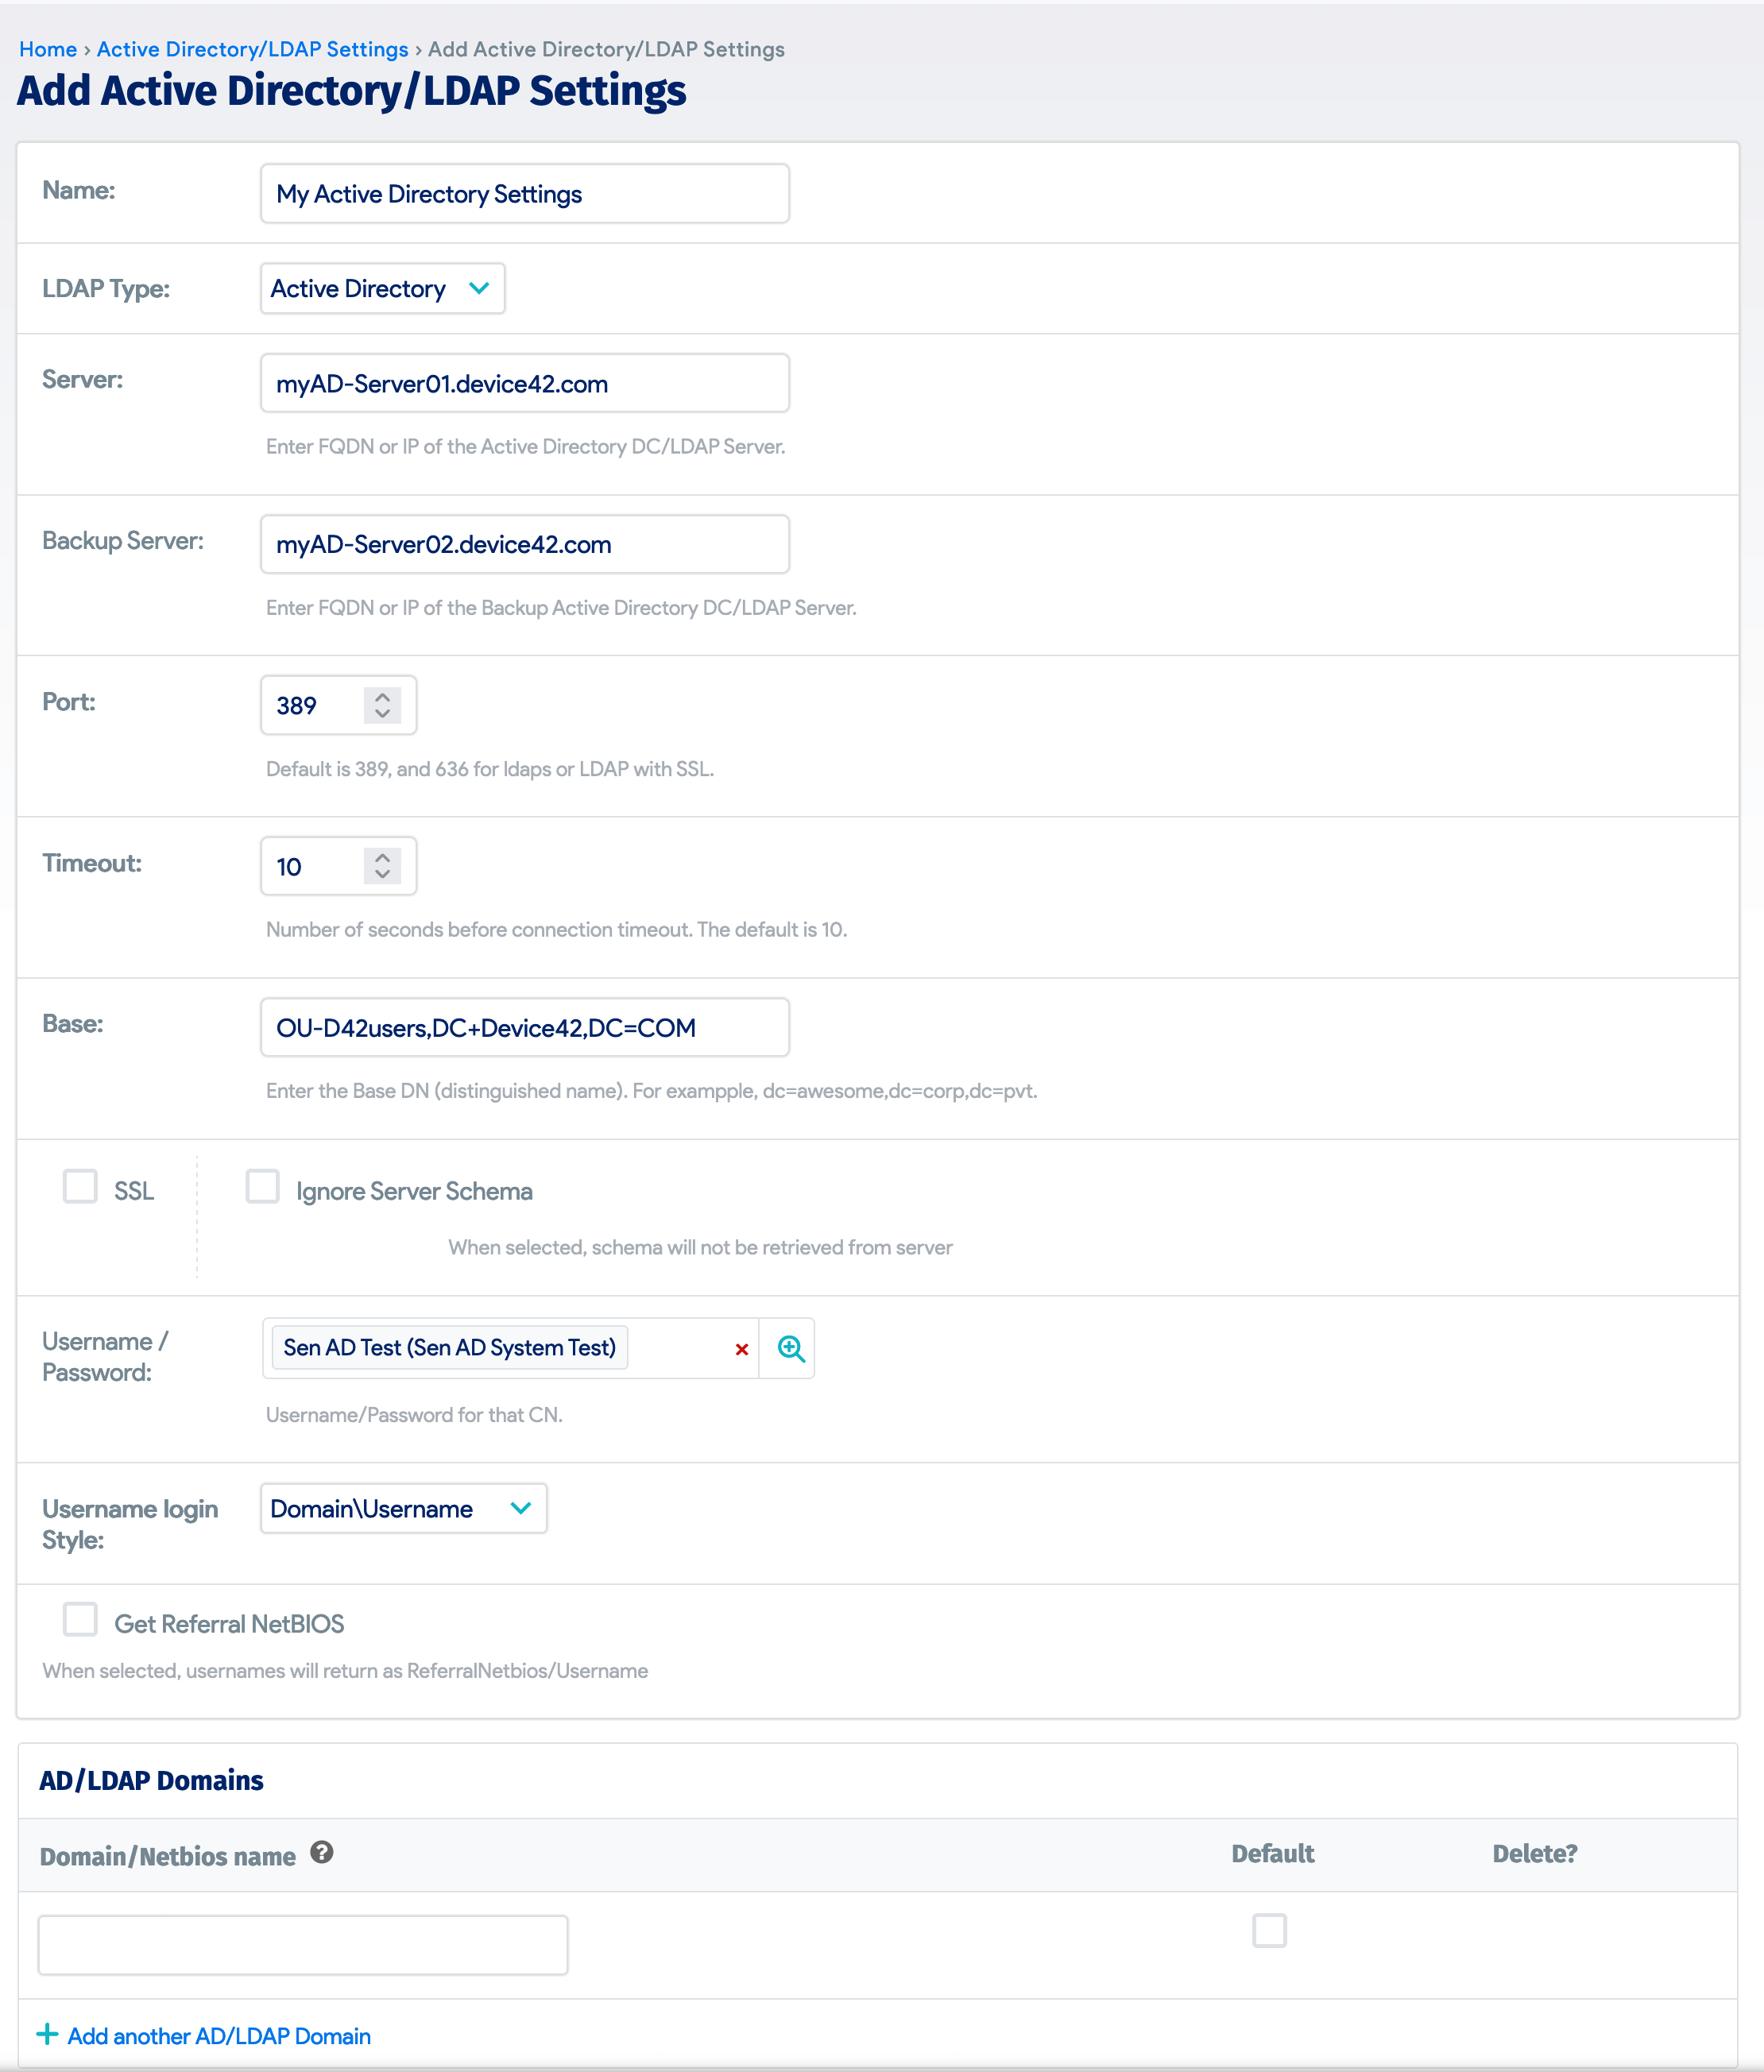 Home › Active Directory/LDAP Settings › Add Active Directory/LDAP Settings
Add Active Directory/LDAP Settings
Name:
My Active Directory Settings
LDAP Type:
Active Directory
Server:
myAD-Server01.device42.com
Enter FQDN or IP of the Active Directory DC/LDAP Server.
Backup Server:
myAD-Server02.device42.com
Enter FQDN or IP of the Backup Active Directory DC/LDAP Server.
Port:
389
Default is 389, and 636 for ldaps or LDAP with SSL.
Timeout:
10
Number of seconds before connection timeout. The default is 10.
Base:
OU-D42users,DC+Device42,DC=COM
Enter the Base DN (distinguished name). For exampple, dc=awesome,dc=corp,dc=pvt.
SSL
Ignore Server Schema
When selected, schema will not be retrieved from server
Username /
Password:
Sen AD Test (Sen AD System Test)
Username/Password for that CN.
Username login
Style:
Domain\Username
Get Referral NetBIOS
When selected, usernames will return as ReferralNetbios/Username
AD/LDAP Domains
Domain/Netbios name ? Default Delete?
Add another AD/LDAP Domain